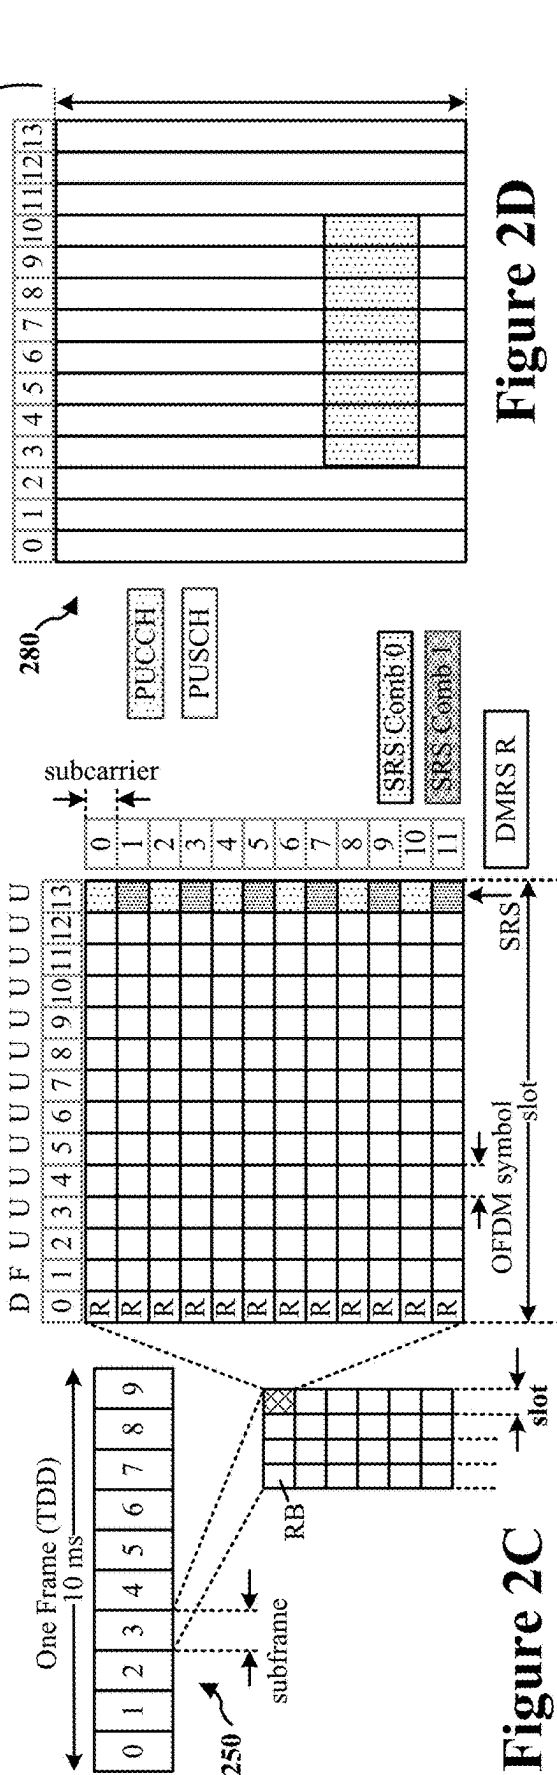 One Frame (TDD)
10 ms
0 1 2 3 4 5 6 7 8 9
250
subframe
RB
slot
Figure 2C
D F U U U U U U U U U U U U
0 1 2 3 4 5 6 7 8 9 10 11 12 13
R
R
R
R
R
R
R
R
R
R
R
R
subcarrier
0
1
2
3
4
5
6
7
8
9
10
11
OFDM symbol
SRS
slot
SRS Comb 0
SRS Comb 1
DMRS R
280
PUCCH
PUSCH
0 1 2 3 4 5 6 7 8 9 10 11 12 13
Figure 2D